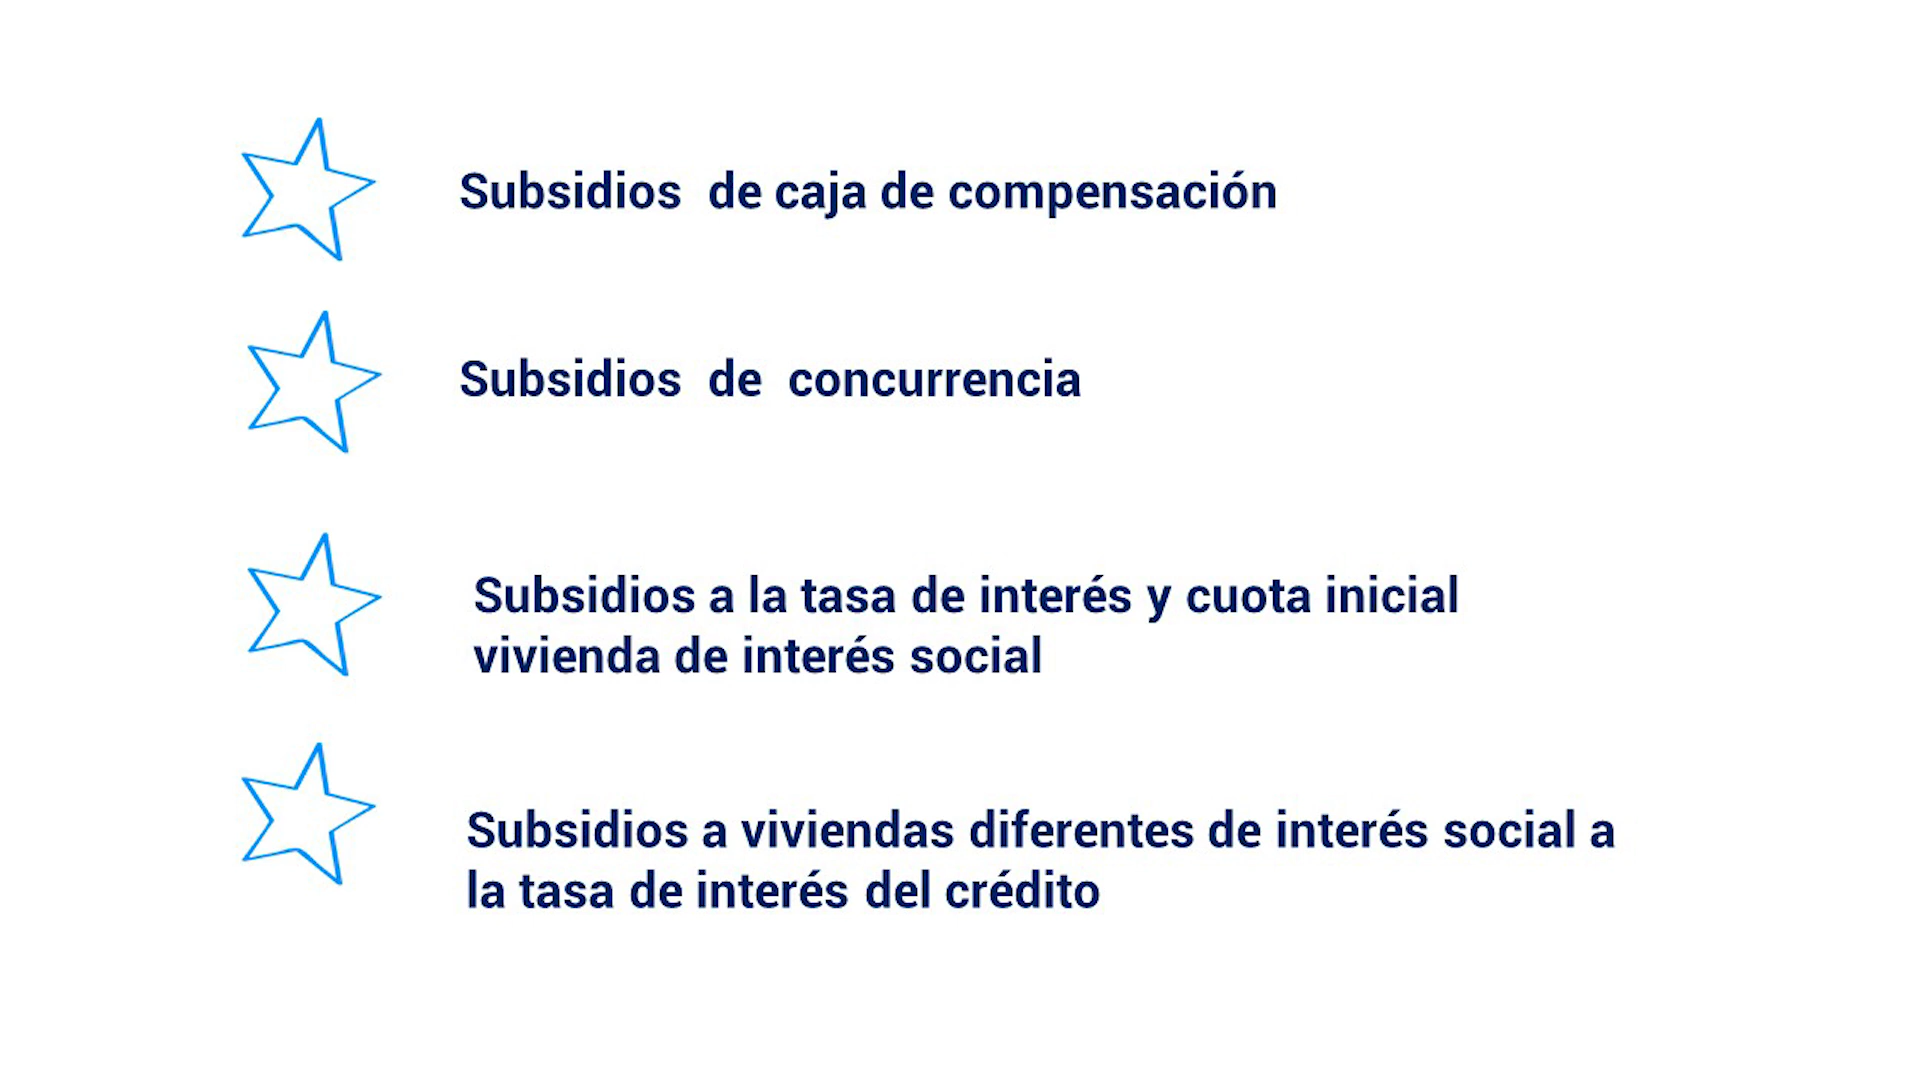 Subsidios de caja de compensación
Subsidios de concurrencia
Subsidios a la tasa de interés y cuota inicial
vivienda de interés social
Subsidios a viviendas diferentes de interés social a
la tasa de interés del crédito